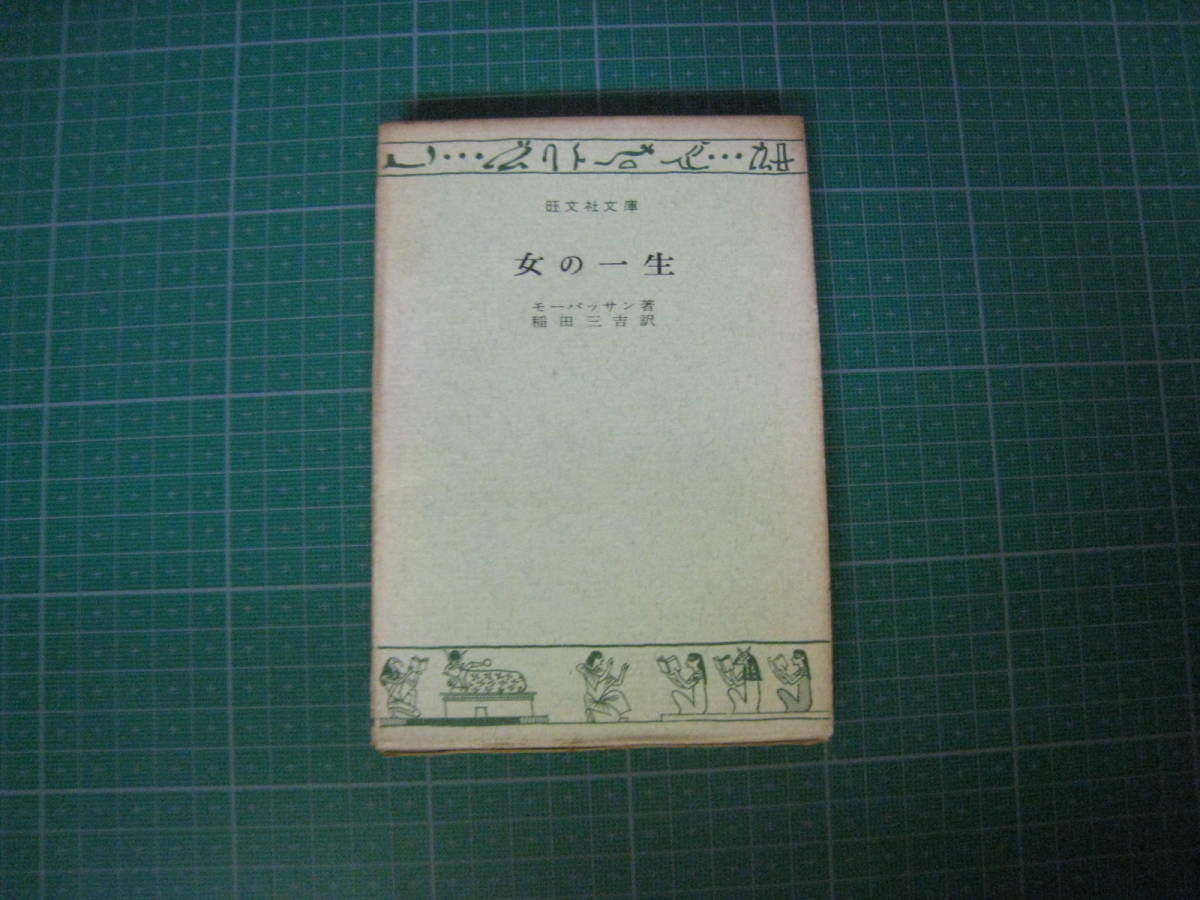 旺文社文庫
女の一生
モーパッサン著
稲田三吉訳